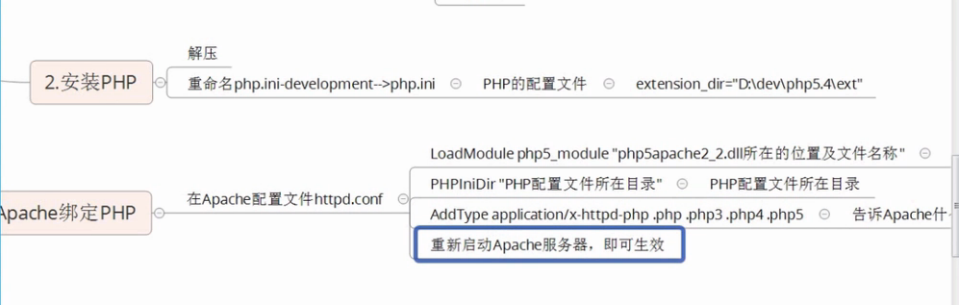 2.安装PHP
解压
重命名php.ini-development-->php.ini
PHP的配置文件
extension_dir="D:\dev\php5.4\ext"
Apache绑定PHP
在Apache配置文件httpd.conf
LoadModule php5_module "php5apache2_2.dll所在的位置及文件名称"
PHPIniDir "PHP配置文件所在目录"
PHP配置文件所在目录
AddType application/x-httpd-php .php .php3 .php4 .php5
告诉Apache什
重新启动Apache服务器，即可生效